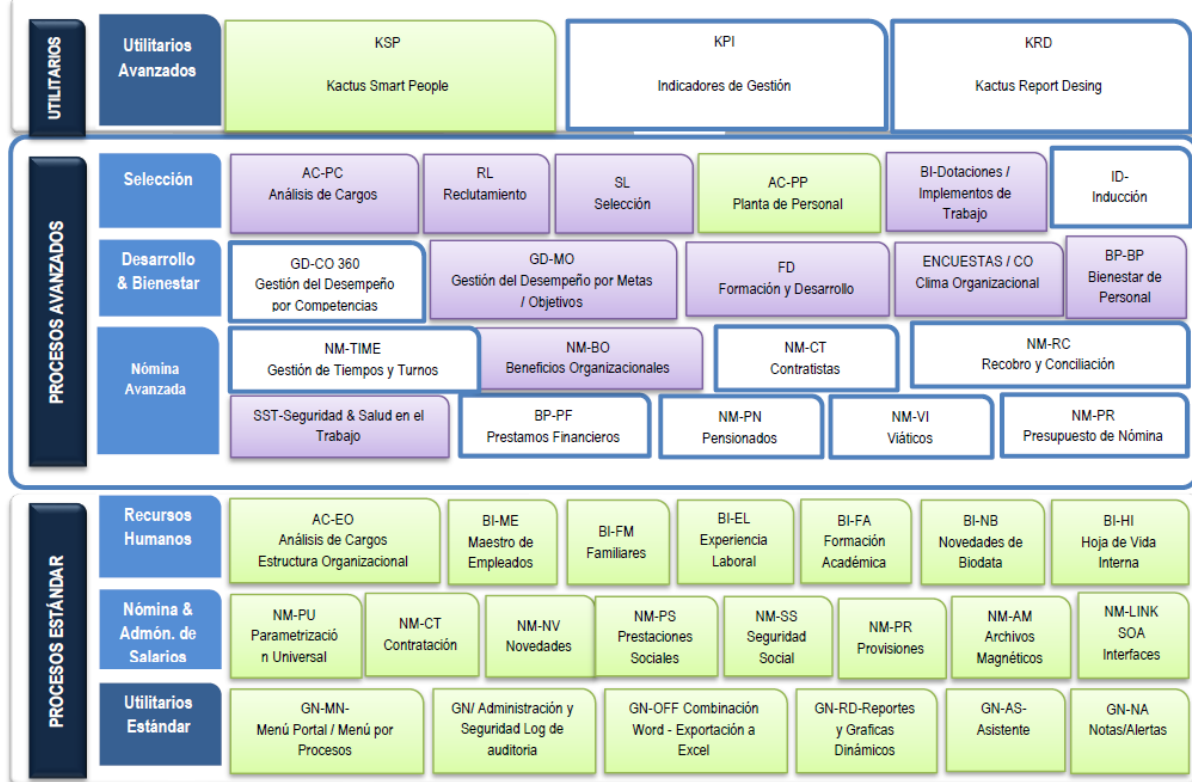 UTILITARIOS
Utilitarios
Avanzados
KSP
Kactus Smart People
KPI
Indicadores de Gestión
KRD
Kactus Report Desing
PROCESOS AVANZADOS
Selección
AC-PC
Análisis de Cargos
RL
Reclutamiento
SL
Selección
AC-PP
Planta de Personal
BI-Dotaciones /
Implementos de
Trabajo
ID-
Inducción
Desarrollo
& Bienestar
GD-CO 360
Gestión del Desempeño
por Competencias
GD-MO
Gestión del Desempeño por Metas
/ Objetivos
FD
Formación y Desarrollo
ENCUESTAS / CO
Clima Organizacional
BP-BP
Bienestar de
Personal
Nómina
Avanzada
NM-TIME
Gestión de Tiempos y Turnos
NM-BO
Beneficios Organizacionales
NM-CT
Contratistas
NM-RC
Recobro y Conciliación
SST-Seguridad & Salud en el
Trabajo
BP-PF
Prestamos Financieros
NM-PN
Pensionados
NM-VI
Viáticos
NM-PR
Presupuesto de Nómina
PROCESOS ESTÁNDAR
Recursos
Humanos
AC-EO
Análisis de Cargos
Estructura Organizacional
BI-ME
Maestro de
Empleados
BI-FM
Familiares
BI-EL
Experiencia
Laboral
BI-FA
Formación
Académica
BI-NB
Novedades de
Biodata
BI-HI
Hoja de Vida
Interna
Nómina &
Admón. de
Salarios
NM-PU
Parametrizació
n Universal
NM-CT
Contratación
NM-NV
Novedades
NM-PS
Prestaciones
Sociales
NM-SS
Seguridad
Social
NM-PR
Provisiones
NM-AM
Archivos
Magnéticos
NM-LINK
SOA
Interfaces
Utilitarios
Estándar
GN-MN-
Menú Portal / Menú por
Procesos
GN/ Administración y
Seguridad Log de
auditoria
GN-OFF Combinación
Word - Exportación a
Excel
GN-RD-Reportes
y Graficas
Dinámicos
GN-AS-
Asistente
GN-NA
Notas/Alertas